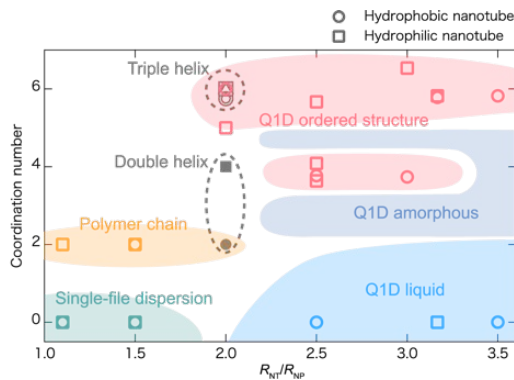 Hydrophobic nanotube
Hydrophilic nanotube
Triple helix
Q1D ordered structure
Double helix
Q1D amorphous
Polymer chain
Single-file dispersion
Q1D liquid
Coordination number
6
4
2
0
1.0 1.5 2.0 2.5 3.0 3.5
R_NT/R_NP